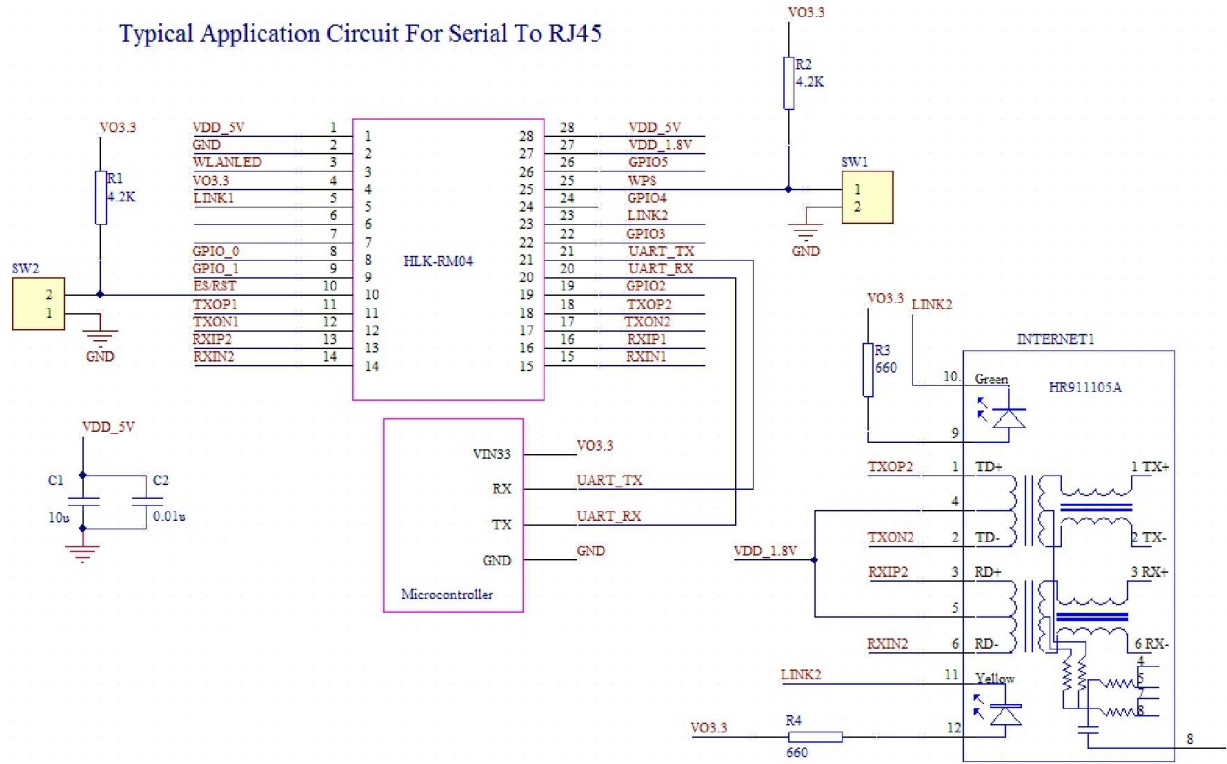 Typical Application Circuit For Serial To RJ45
VO3.3
R2
4.2K
VO3.3
R1
4.2K
SW2
2
1
GND
VDD_5V 1 1
GND 2 2
WLANLED 3 3
VO3.3 4 4
LINK1 5 5
6 6
7 7
GPIO_0 8 8
GPIO_1 9 9
ES/RST 10 10
TXOP1 11 11
TXON1 12 12
RXIP2 13 13
RXIN2 14 14
HLK-RM04
28 28 VDD_5V
27 27 VDD_1.8V
26 26 GPIO5
25 25 WPS
24 24 GPIO4
23 23 LINK2
22 22 GPIO3
21 21 UART_TX
20 20 UART_RX
19 19 GPIO2
18 18 TXOP2
17 17 TXON2
16 16 RXIP1
15 15 RXIN1
SW1
1
2
GND
VDD_5V
C1
10u
C2
0.01u
VIN33 VO3.3
RX UART_TX
TX UART_RX
GND GND
Microcontroller
VO3.3 LINK2
R3
660
INTERNET1
HR911105A
10 Green
9
TXOP2 1 TD+ 1 TX+
4
TXON2 2 TD- 2 TX-
VDD_1.8V
RXIP2 3 RD+ 3 RX+
5
RXIN2 6 RD- 6 RX-
4
5
7
8
LINK2 11 Yellow
VO3.3 R4 12
660
8